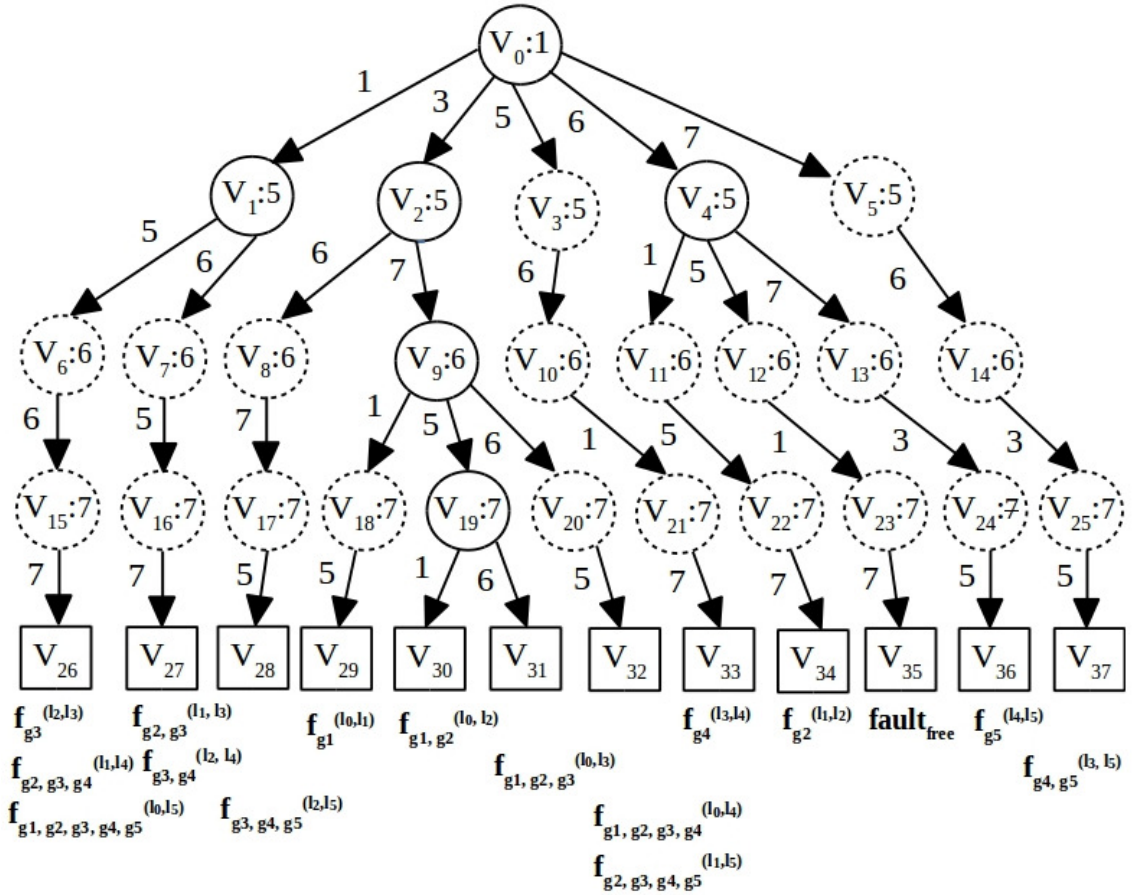 V0:1
1 3 5 6 7
V1:5 V2:5 V3:5 V4:5 V5:5
5 6 6 7 6 1 5 7 6
V6:6 V7:6 V8:6 V9:6 V10:6 V11:6 V12:6 V13:6 V14:6
6 5 7 1 5 6 1 5 1 3 3
V15:7 V16:7 V17:7 V18:7 V19:7 V20:7 V21:7 V22:7 V23:7 V24:7 V25:7
7 7 5 5 1 6 5 7 7 7 5 5
V26 V27 V28 V29 V30 V31 V32 V33 V34 V35 V36 V37
fg3(l2,l3) fg2, g3(l1, l3) fg1(l0,l1) fg1, g2(l0, l2) fg4(l3,l4) fg2(l1,l2) faultfree fg5(l4,l5)
fg2, g3, g4(l1,l4) fg3, g4(l2, l4) fg1, g2, g3(l0,l3) fg4, g5(l3, l5)
fg1, g2, g3, g4, g5(l0,l5) fg3, g4, g5(l2,l5) fg1, g2, g3, g4(l0,l4)
fg2, g3, g4, g5(l1,l5)